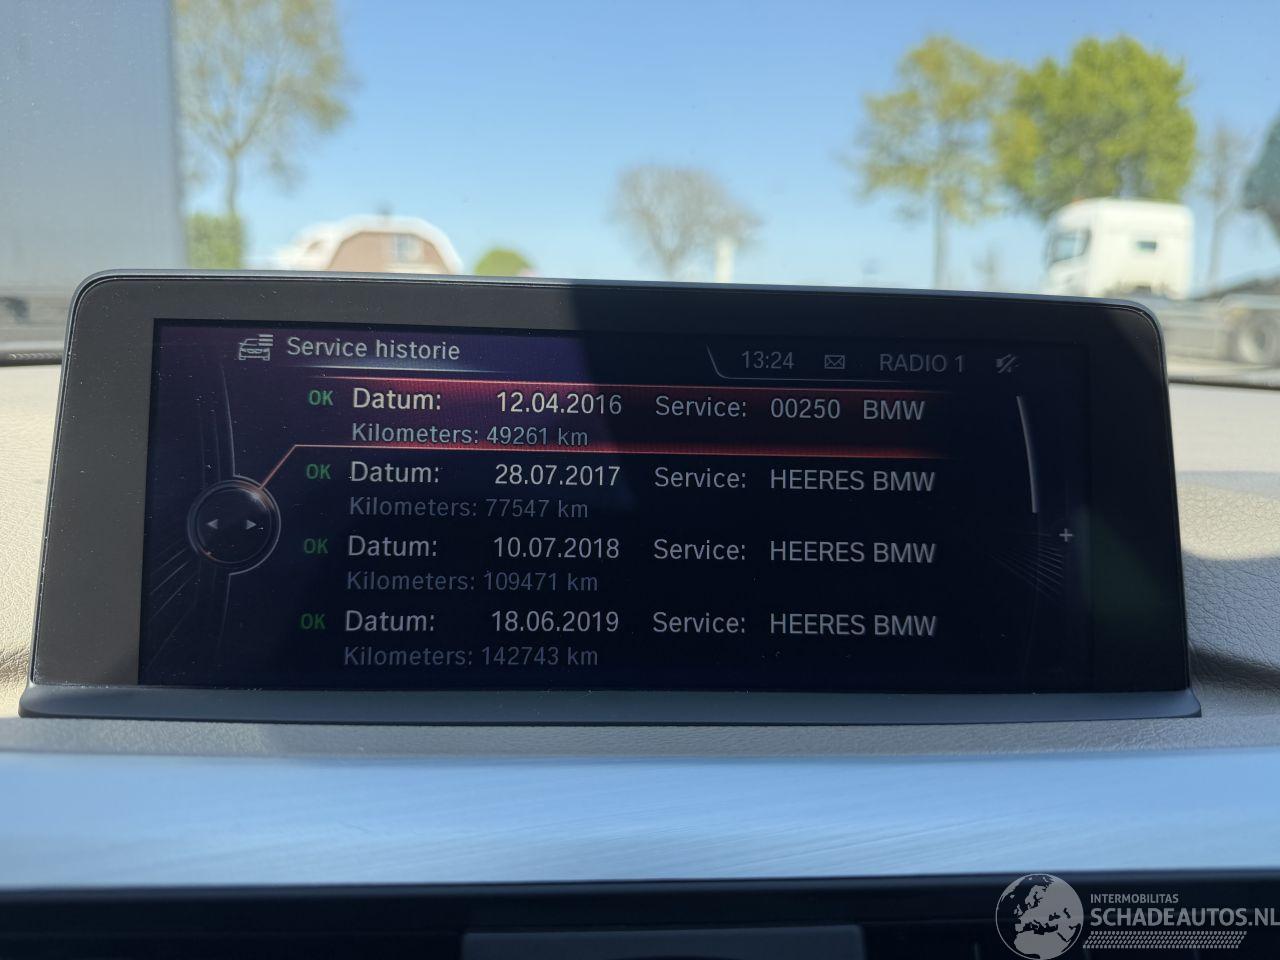 Service historie
13:24 RADIO 1
OK Datum: 12.04.2016 Service: 00250 BMW
Kilometers: 49261 km
OK Datum: 28.07.2017 Service: HEERES BMW
Kilometers: 77547 km
OK Datum: 10.07.2018 Service: HEERES BMW
Kilometers: 109471 km
OK Datum: 18.06.2019 Service: HEERES BMW
Kilometers: 142743 km
INTERMOBILITAS
SCHADEAUTOS.NL